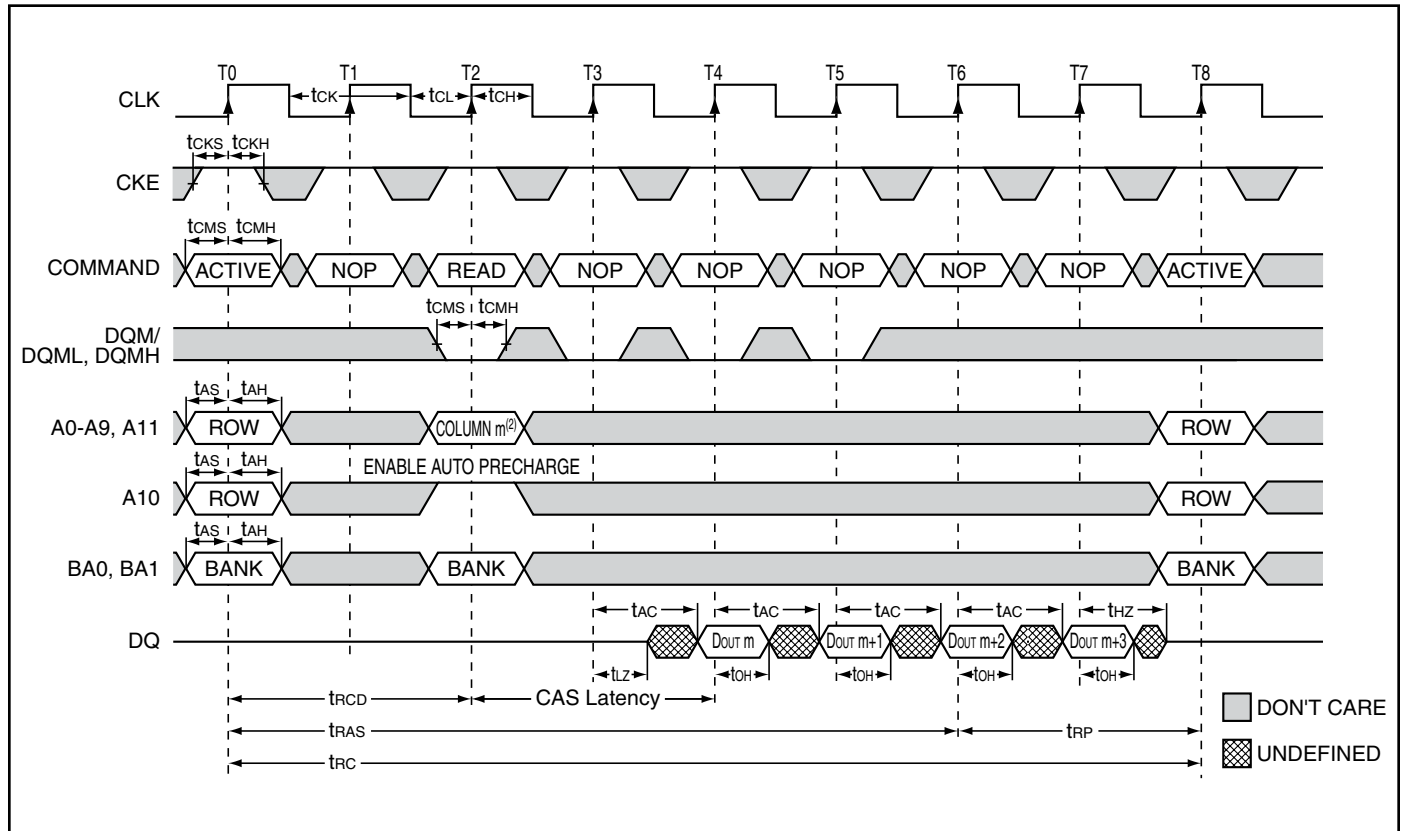 T0 T1 T2 T3 T4 T5 T6 T7 T8
CLK tCK tCL tCH
tCKS tCKH
CKE
tCMS tCMH
COMMAND ACTIVE NOP READ NOP NOP NOP NOP NOP ACTIVE
tCMS tCMH
DQM/
DQML, DQMH
tAS tAH
A0-A9, A11 ROW COLUMN m(2) ROW
tAS tAH ENABLE AUTO PRECHARGE
A10 ROW ROW
tAS tAH
BA0, BA1 BANK BANK BANK
tAC tAC tAC tAC tHZ
DQ DOUT m DOUT m+1 DOUT m+2 DOUT m+3
tLZ tOH tOH tOH tOH
tRCD CAS Latency
DON'T CARE
tRAS tRP
UNDEFINED
tRC